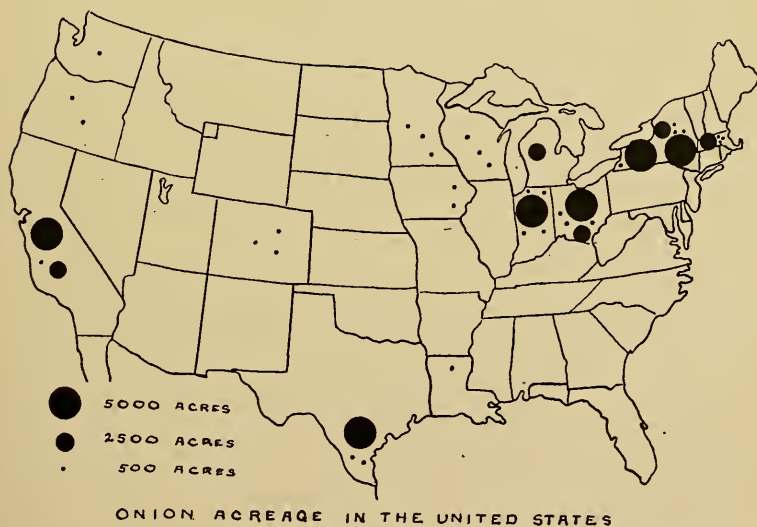 5000 ACRES
2500 ACRES
500 ACRES
ONION ACREAGE IN THE UNITED STATES